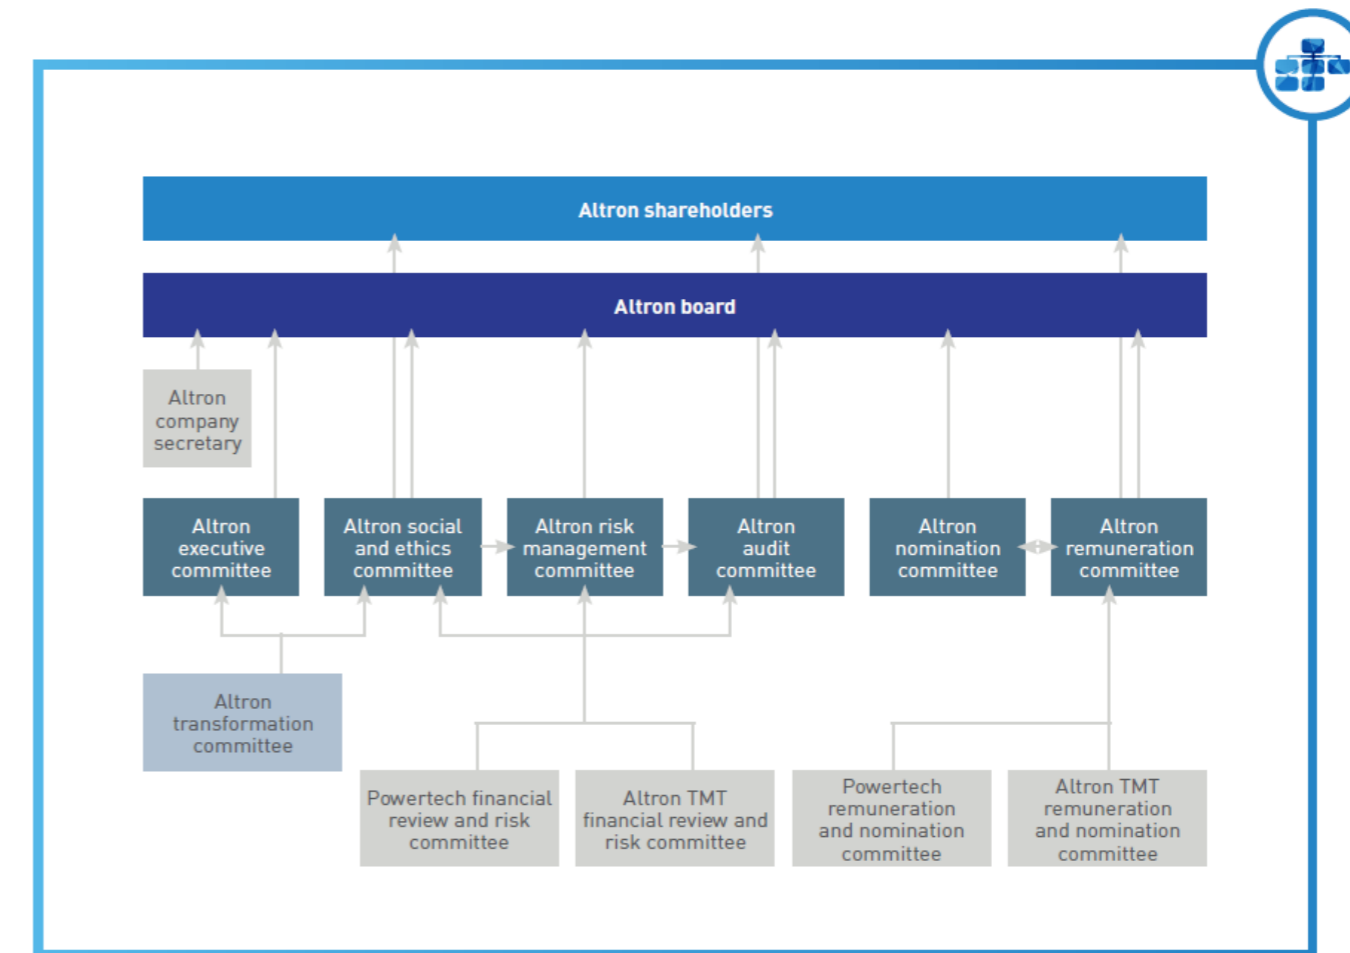 Altron shareholders
Altron board
Altron
company
secretary
Altron
executive
committee
Altron social
and ethics
committee
Altron risk
management
committee
Altron
audit
committee
Altron
nomination
committee
Altron
remuneration
committee
Altron
transformation
committee
Powertech financial
review and risk
committee
Altron TMT
financial review and
risk committee
Powertech
remuneration
and nomination
committee
Altron TMT
remuneration
and nomination
committee